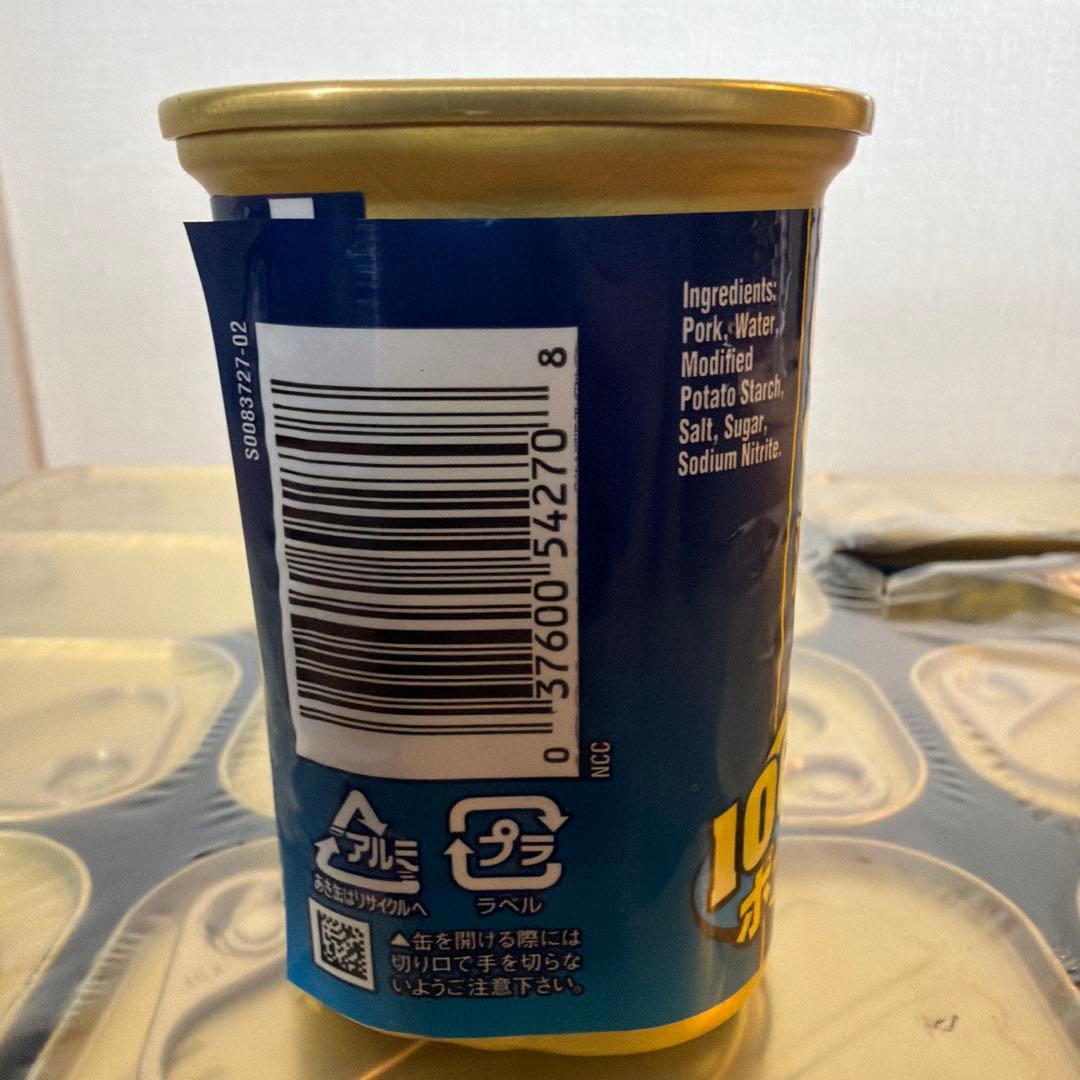 Ingredients:
Pork, Water,
Modified
Potato Starch,
Salt, Sugar,
Sodium Nitrite.
S0083727-02
0 37600 54270 8
NCC
アルミ
あき缶はリサイクルへ
プラ
ラベル
▲缶を開ける際には
切り口で手を切らな
いようご注意下さい。
10